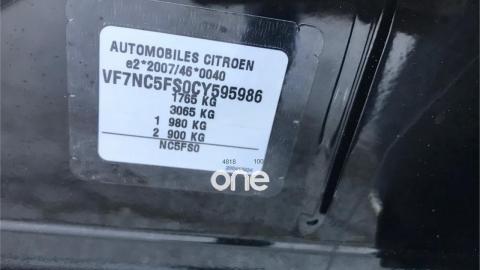 AUTOMOBILES CITROEN
e2*2007/46*0040
VF7NC5FS0CY595986
1765 KG
3065 KG
1 980 KG
2 900 KG
NC5FS0
4818 100
one